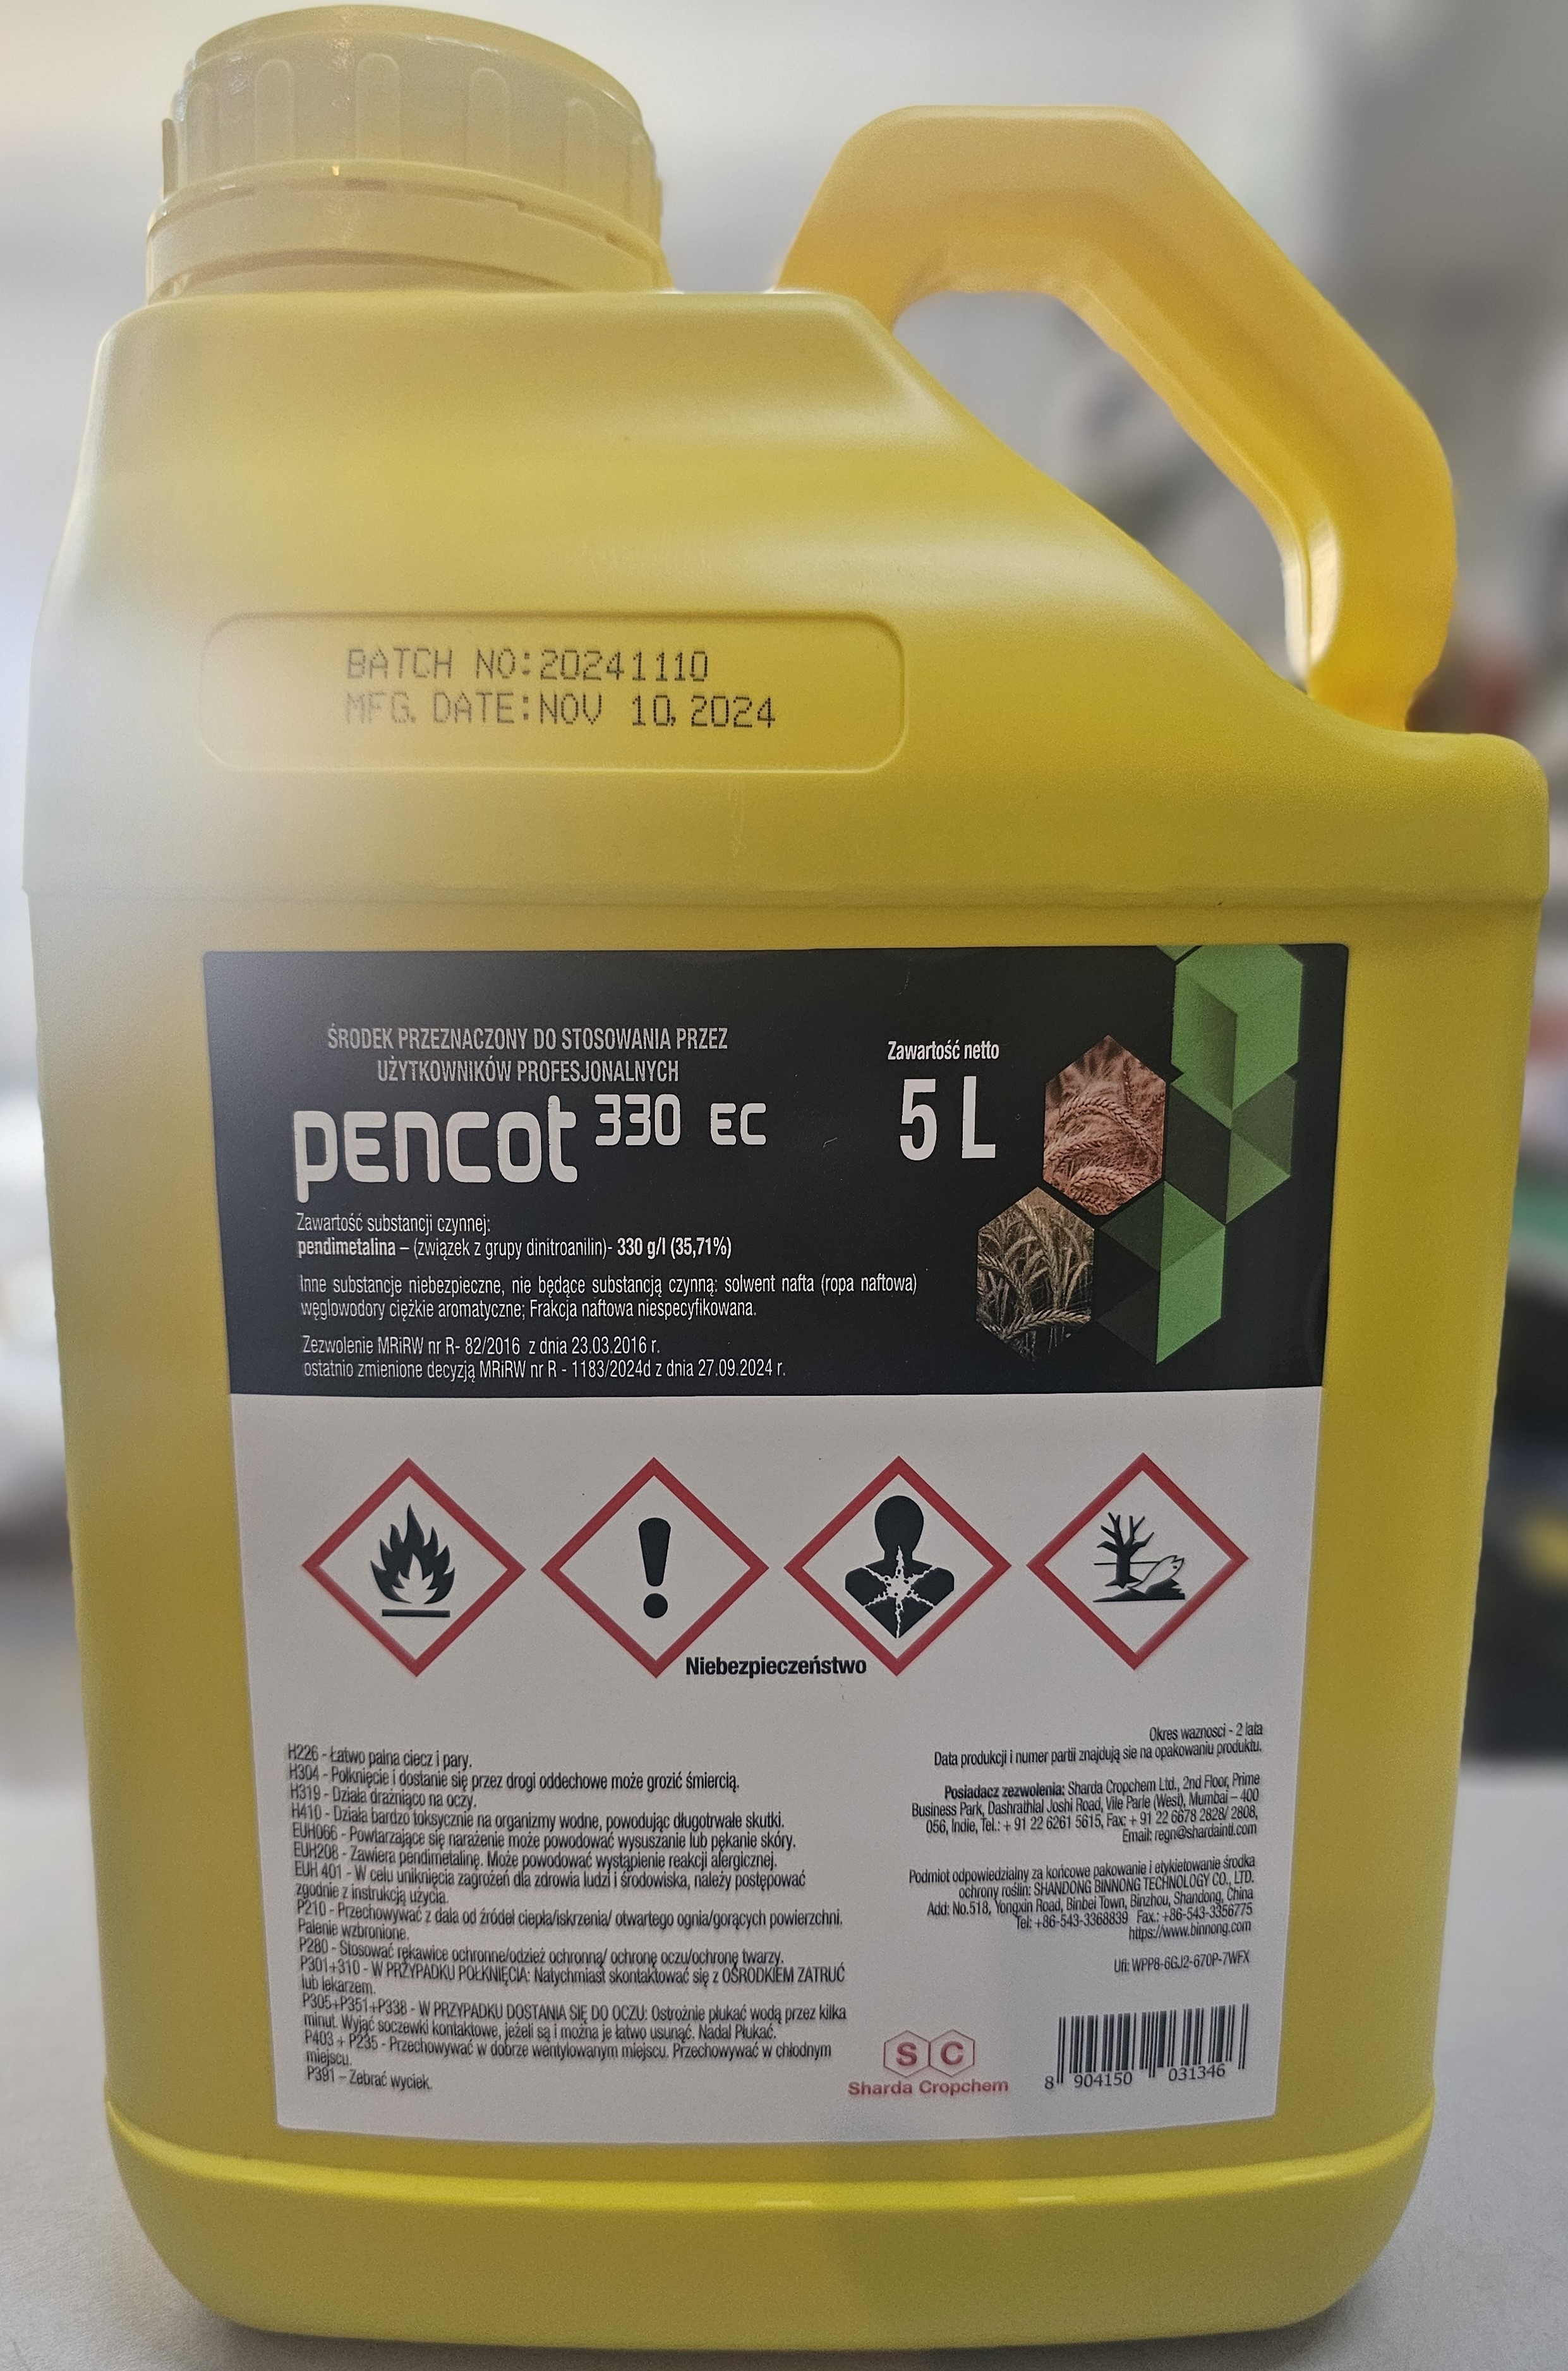 BATCH NO:20241110
MFG. DATE:NOV 10, 2024
ŚRODEK PRZEZNACZONY DO STOSOWANIA PRZEZ
UŻYTKOWNIKÓW PROFESJONALNYCH
pencot 330 EC
Zawartość netto
5 L
Zawartość substancji czynnej:
pendimetalina – (związek z grupy dinitroanilin)- 330 g/l (35,71%)
Inne substancje niebezpieczne, nie będące substancją czynną: solwent nafta (ropa naftowa)
węglowodory ciężkie aromatyczne; Frakcja naftowa niespecyfikowana.
Zezwolenie MRiRW nr R- 82/2016 z dnia 23.03.2016 r.
ostatnio zmienione decyzją MRiRW nr R - 1183/2024d z dnia 27.09.2024 r.
Niebezpieczeństwo
H226 - Łatwo palna ciecz i pary.
H304 - Połknięcie i dostanie się przez drogi oddechowe może grozić śmiercią.
H319 - Działa drażniąco na oczy.
H410 - Działa bardzo toksycznie na organizmy wodne, powodując długotrwałe skutki.
EUH066 - Powtarzające się narażenie może powodować wysuszanie lub pękanie skóry.
EUH208 - Zawiera pendimetalinę. Może powodować wystąpienie reakcji alergicznej.
EUH 401 - W celu uniknięcia zagrożeń dla zdrowia ludzi i środowiska, należy postępować
zgodnie z instrukcją użycia.
P210 - Przechowywać z dala od źródeł ciepła/iskrzenia/ otwartego ognia/gorących powierzchni.
Palenie wzbronione.
P280 - Stosować rękawice ochronne/odzież ochronną/ ochronę oczu/ochronę twarzy.
P301+310 - W PRZYPADKU POŁKNIĘCIA: Natychmiast skontaktować się z OŚRODKIEM ZATRUĆ
lub lekarzem.
P305+P351+P338 - W PRZYPADKU DOSTANIA SIĘ DO OCZU: Ostrożnie płukać wodą przez kilka
minut. Wyjąć soczewki kontaktowe, jeżeli są i można je łatwo usunąć. Nadal Płukać.
P403 + P235 - Przechowywać w dobrze wentylowanym miejscu. Przechowywać w chłodnym
miejscu.
P391 – Zebrać wyciek.
Okres waznosci - 2 lata
Data produkcji i numer partii znajdują sie na opakowaniu produktu.
Posiadacz zezwolenia: Sharda Cropchem Ltd., 2nd Floor, Prime
Business Park, Dashrathlal Joshi Road, Vile Parle (West), Mumbai – 400
056, Indie, Tel.: + 91 22 6261 5615, Fax: + 91 22 6678 2828/ 2808,
Email: regn@shardaintl.com
Podmiot odpowiedzialny za końcowe pakowanie i etykietowanie środka
ochrony roślin: SHANDONG BINNONG TECHNOLOGY CO., LTD.
Add: No.518, Yongxin Road, Binbei Town, Binzhou, Shandong, China
Tel: +86-543-3368839 Fax.: +86-543-3356775
https://www.binnong.com
Ufi: WPP8-6GJ2-670P-7WFX
S C
Sharda Cropchem
8 904150 031346